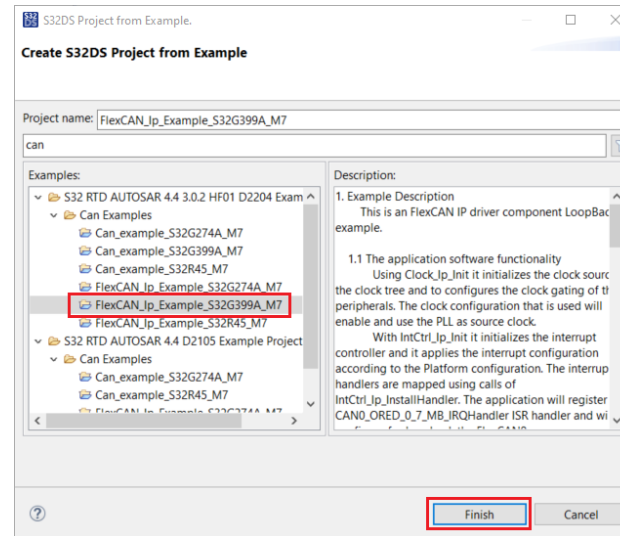 S32DS Project from Example.
Create S32DS Project from Example
Project name: FlexCAN_Ip_Example_S32G399A_M7
can
Examples:
S32 RTD AUTOSAR 4.4 3.0.2 HF01 D2204 Exam
Can Examples
Can_example_S32G274A_M7
Can_example_S32G399A_M7
Can_example_S32R45_M7
FlexCAN_Ip_Example_S32G274A_M7
FlexCAN_Ip_Example_S32G399A_M7
FlexCAN_Ip_Example_S32R45_M7
S32 RTD AUTOSAR 4.4 D2105 Example Project
Can Examples
Can_example_S32G274A_M7
Can_example_S32R45_M7
FlexCAN_Ip_Example_S32G274A_M7
Description:
1. Example Description
This is an FlexCAN IP driver component LoopBac
example.
1.1 The application software functionality
Using Clock_Ip_Init it initializes the clock sourc
the clock tree and to configures the clock gating of th
peripherals. The clock configuration that is used will
enable and use the PLL as source clock.
With IntCtrl_Ip_Init it initializes the interrupt
controller and it applies the interrupt configuration
according to the Platform configuration. The interrup
handlers are mapped using calls of
IntCtrl_Ip_InstallHandler. The application will register
CAN0_ORED_0_7_MB_IRQHandler ISR handler and wi
Finish
Cancel